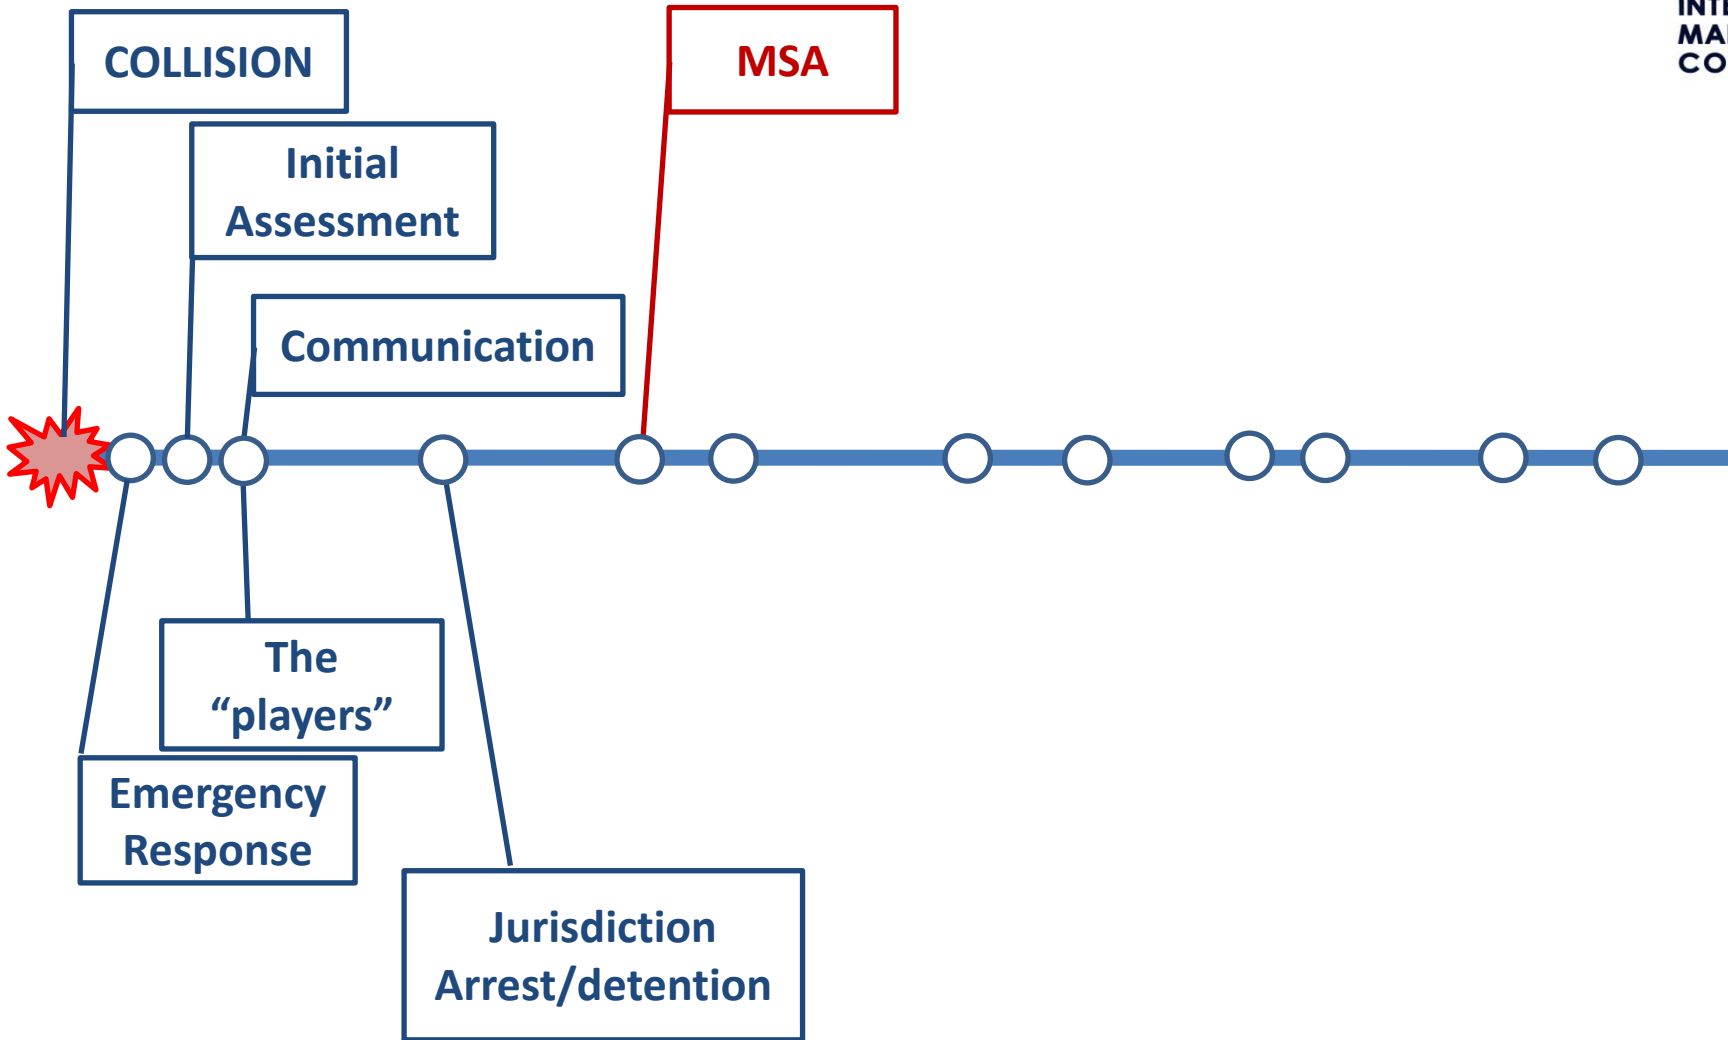 COLLISION
MSA
Initial
Assessment
Communication
The
“players”
Emergency
Response
Jurisdiction
Arrest/detention